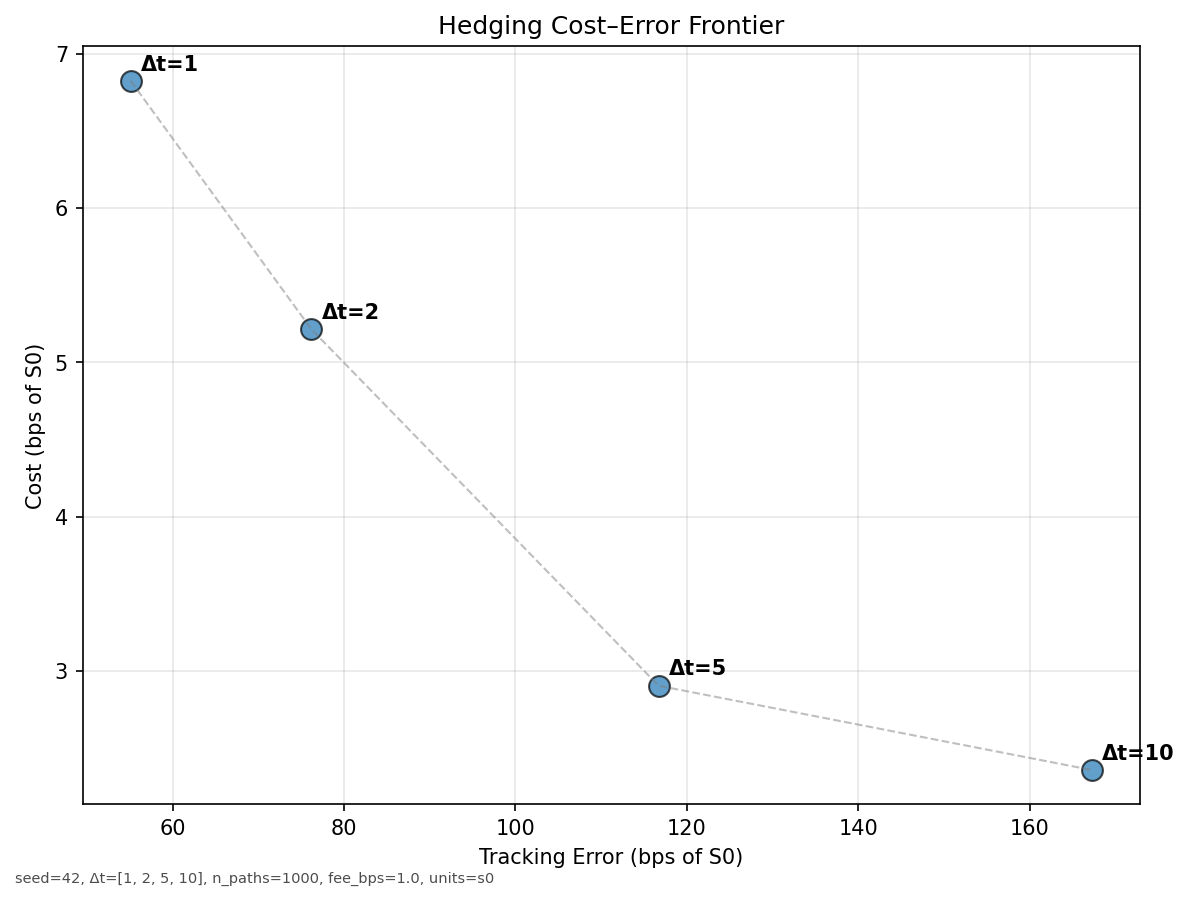 Hedging Cost–Error Frontier
7
6
5
4
3
Cost (bps of S0)
Δt=1
Δt=2
Δt=5
Δt=10
60 80 100 120 140 160
Tracking Error (bps of S0)
seed=42, Δt=[1, 2, 5, 10], n_paths=1000, fee_bps=1.0, units=s0